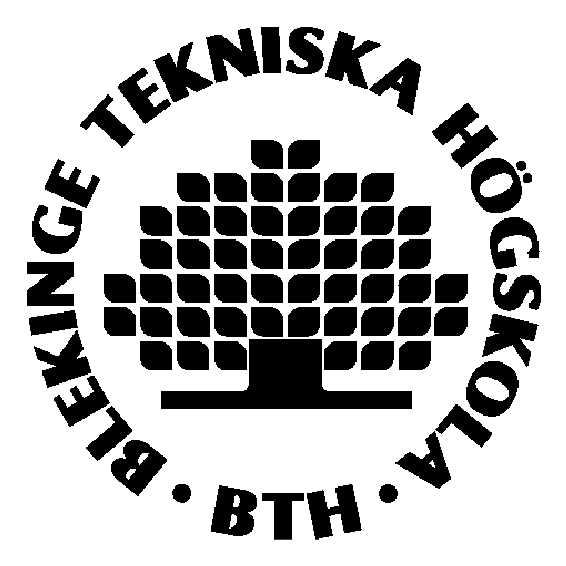 BLEKINGE TEKNISKA HÖGSKOLA
· BTH ·